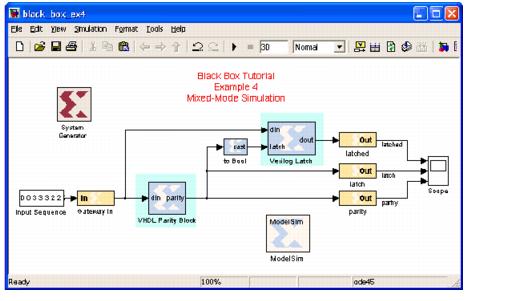 black_box_ex4
File Edit View Simulation Format Tools Help
30 Normal
Black Box Tutorial
Example 4
Mixed-Mode Simulation
System
Generator
din
latch
dout
Verilog Latch
cast
to Bool
Out
latched
latched
Out
latch
latch
Out
parity
parity
Scope
D033322
Input Sequence
In
Gateway In
din parity
VHDL Parity Block
ModelSim
ModelSim
Ready 100% ode45